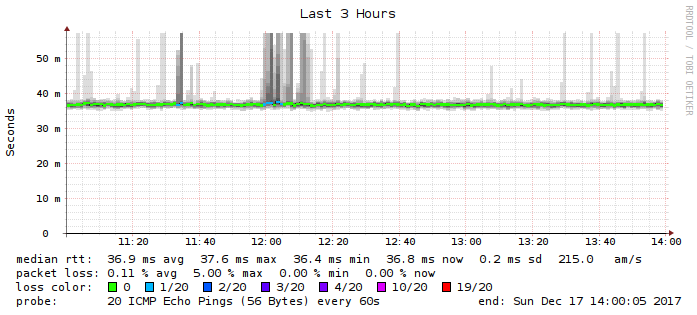 Last 3 Hours
RRDTOOL / TOBI OETIKER
Seconds
50 m
40 m
30 m
20 m
10 m
0
11:20 11:40 12:00 12:20 12:40 13:00 13:20 13:40 14:00
median rtt: 36.9 ms avg 37.6 ms max 36.4 ms min 36.8 ms now 0.2 ms sd 215.0 am/s
packet loss: 0.11 % avg 5.00 % max 0.00 % min 0.00 % now
loss color: 0 1/20 2/20 3/20 4/20 10/20 19/20
probe: 20 ICMP Echo Pings (56 Bytes) every 60s end: Sun Dec 17 14:00:05 2017